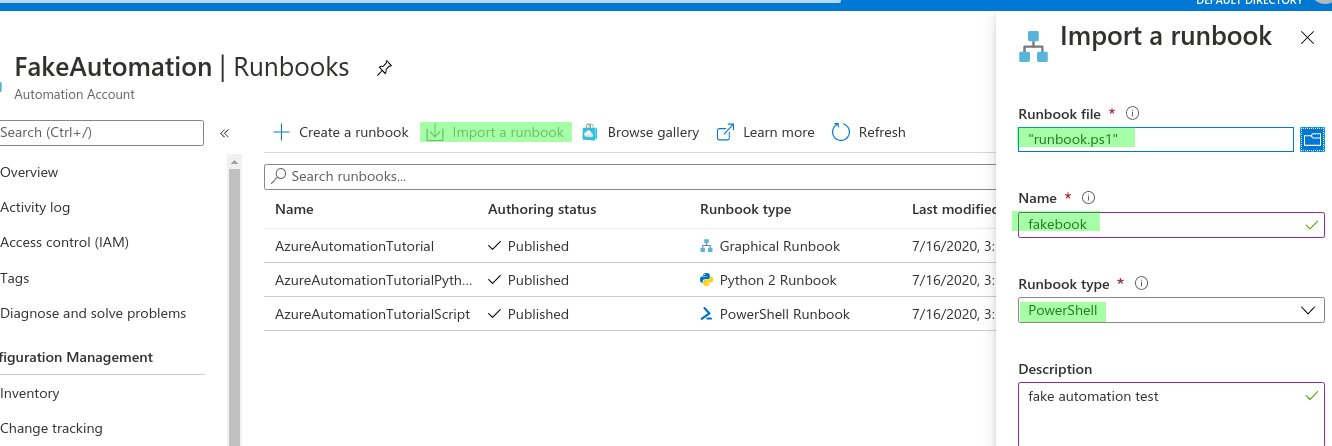 DEFAULT DIRECTORY
FakeAutomation | Runbooks
Automation Account
Search (Ctrl+/)
«
Overview
Activity log
Access control (IAM)
Tags
Diagnose and solve problems
figuration Management
Inventory
Change tracking
Create a runbook
Import a runbook
Browse gallery
Learn more
Refresh
Search runbooks...
Name Authoring status Runbook type Last modified
AzureAutomationTutorial Published Graphical Runbook 7/16/2020, 3:
AzureAutomationTutorialPyth... Published Python 2 Runbook 7/16/2020, 3:
AzureAutomationTutorialScript Published PowerShell Runbook 7/16/2020, 3:
Import a runbook
Runbook file *
"runbook.ps1"
Name *
fakebook
Runbook type *
PowerShell
Description
fake automation test